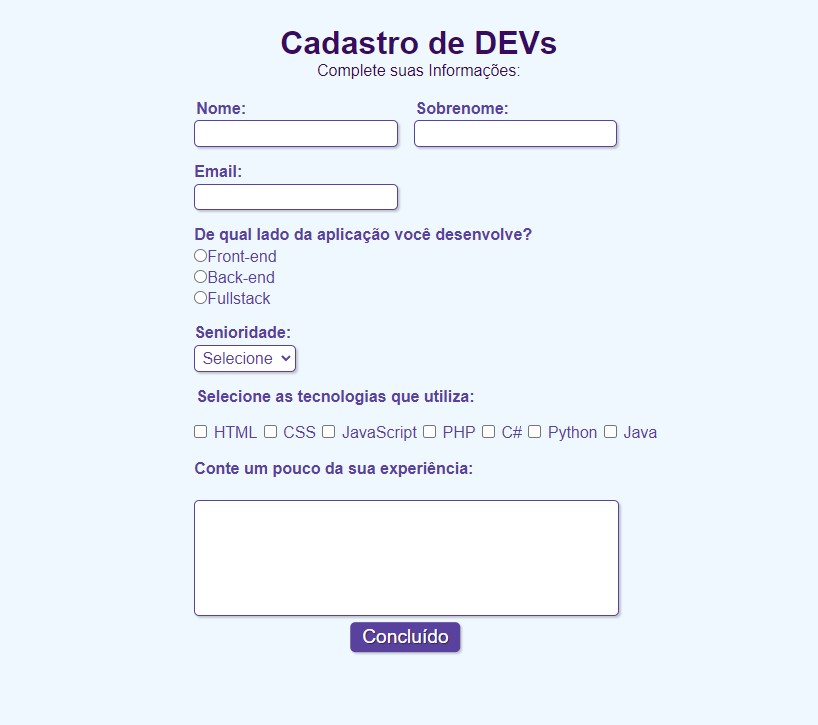 Cadastro de DEVs
Complete suas Informações:
Nome: Sobrenome:
Email:
De qual lado da aplicação você desenvolve?
Front-end
Back-end
Fullstack
Senioridade:
Selecione
Selecione as tecnologias que utiliza:
HTML CSS JavaScript PHP C# Python Java
Conte um pouco da sua experiência:
Concluído